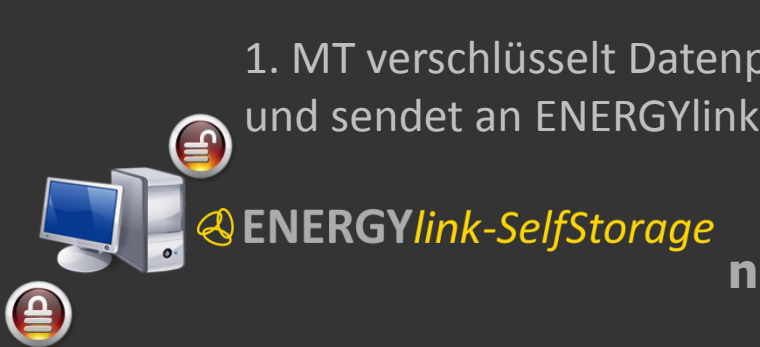 1. MT verschlüsselt Datenp
und sendet an ENERGYlink
ENERGYlink-SelfStorage
n